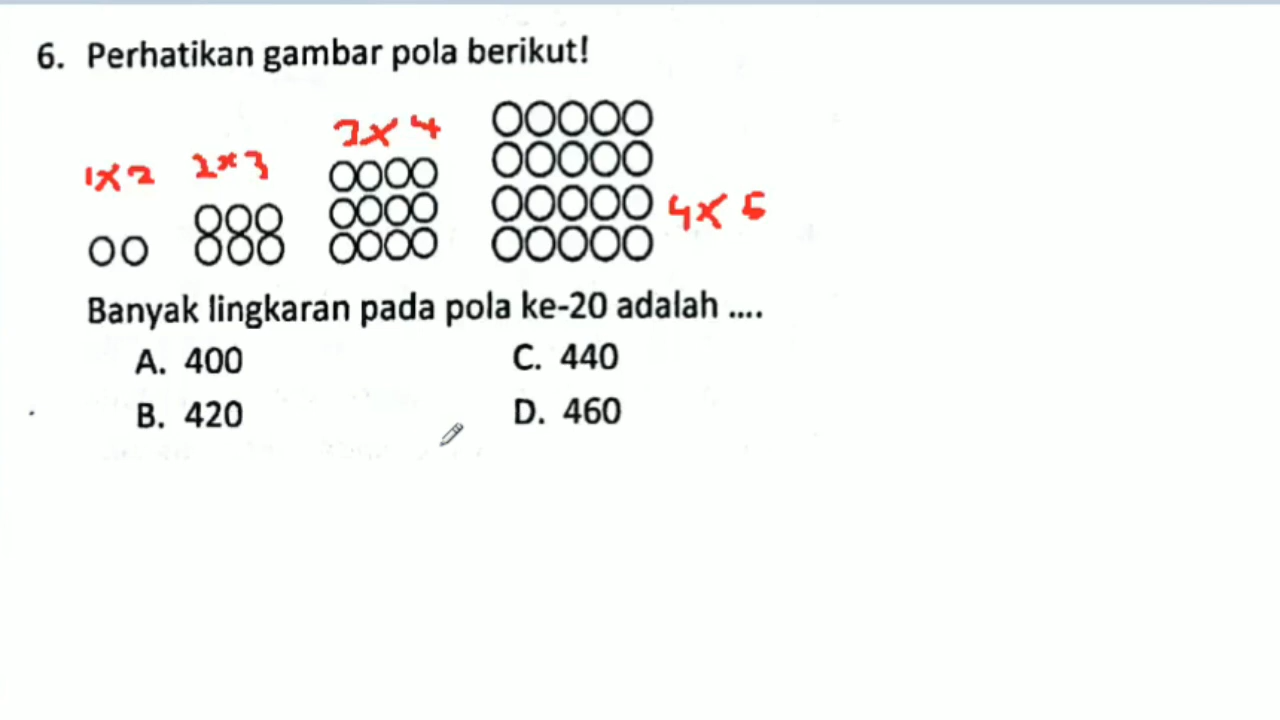 6. Perhatikan gambar pola berikut!
1x2
2x3
3x4
4x5
Banyak lingkaran pada pola ke-20 adalah ....
A. 400
C. 440
B. 420
D. 460